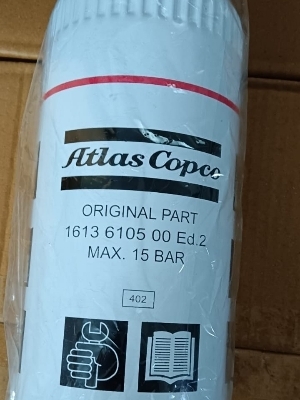 Atlas Copco
ORIGINAL PART
1613 6105 00 Ed.2
MAX. 15 BAR
402